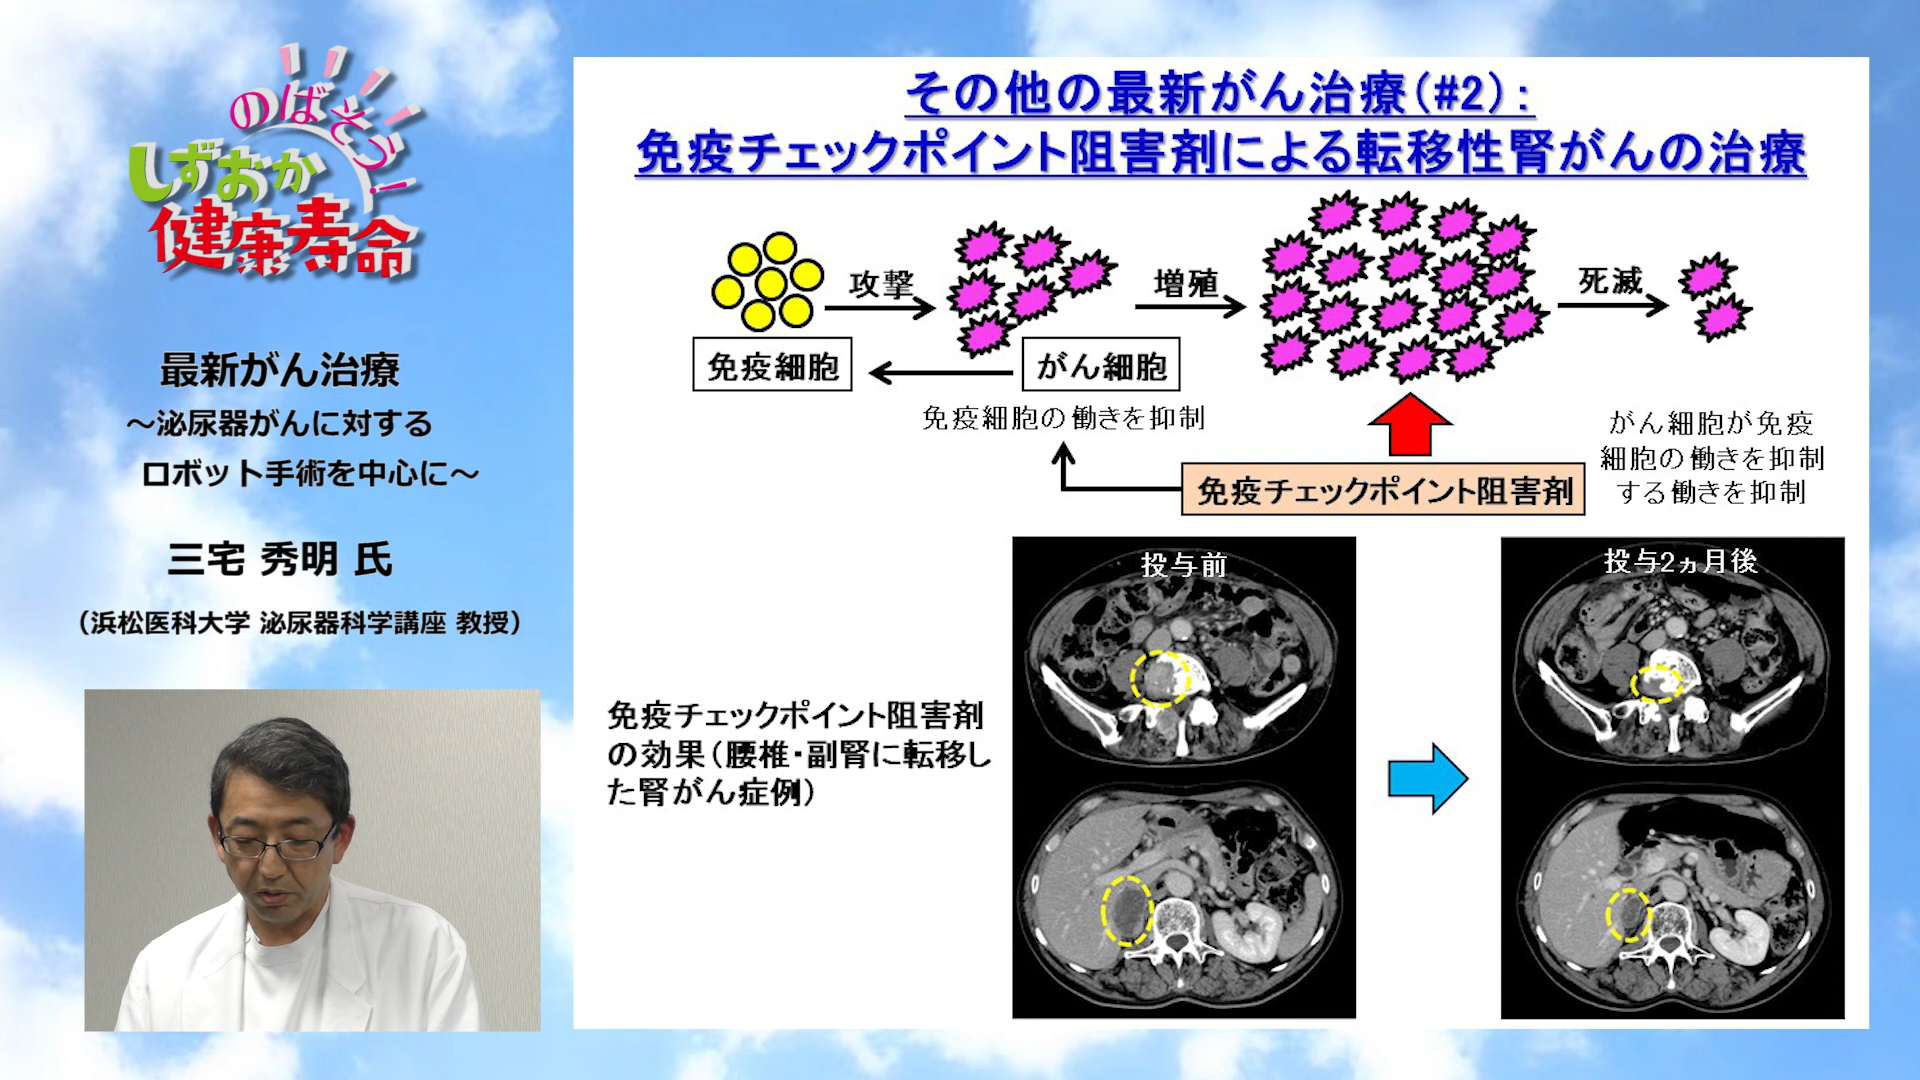 のばそう!
しずおか
健康寿命
最新がん治療
～泌尿器がんに対する
ロボット手術を中心に～
三宅 秀明 氏
（浜松医科大学 泌尿器科学講座 教授）
その他の最新がん治療(#2):
免疫チェックポイント阻害剤による転移性腎がんの治療
攻撃
増殖
死滅
免疫細胞
がん細胞
免疫細胞の働きを抑制
免疫チェックポイント阻害剤
がん細胞が免疫
細胞の働きを抑制
する働きを抑制
投与前
投与2ヵ月後
免疫チェックポイント阻害剤
の効果(腰椎・副腎に転移し
た腎がん症例)